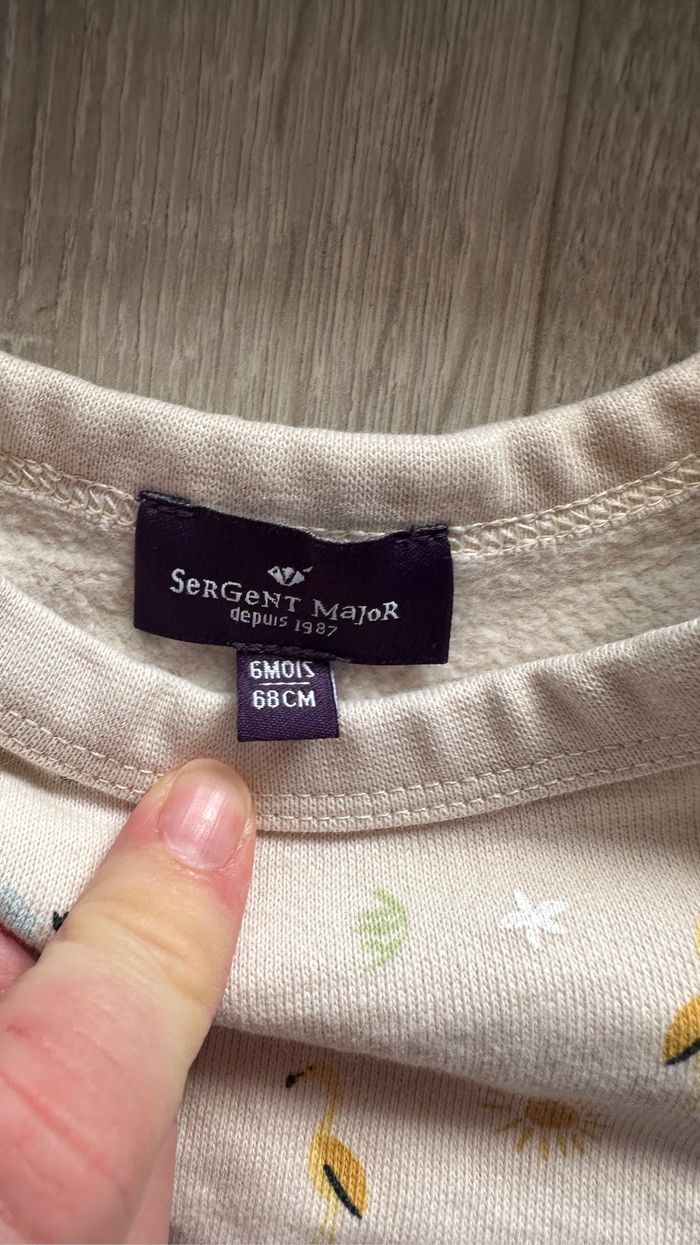 SerGeNT MaJoR
depuis 1987
6MOIS
68CM